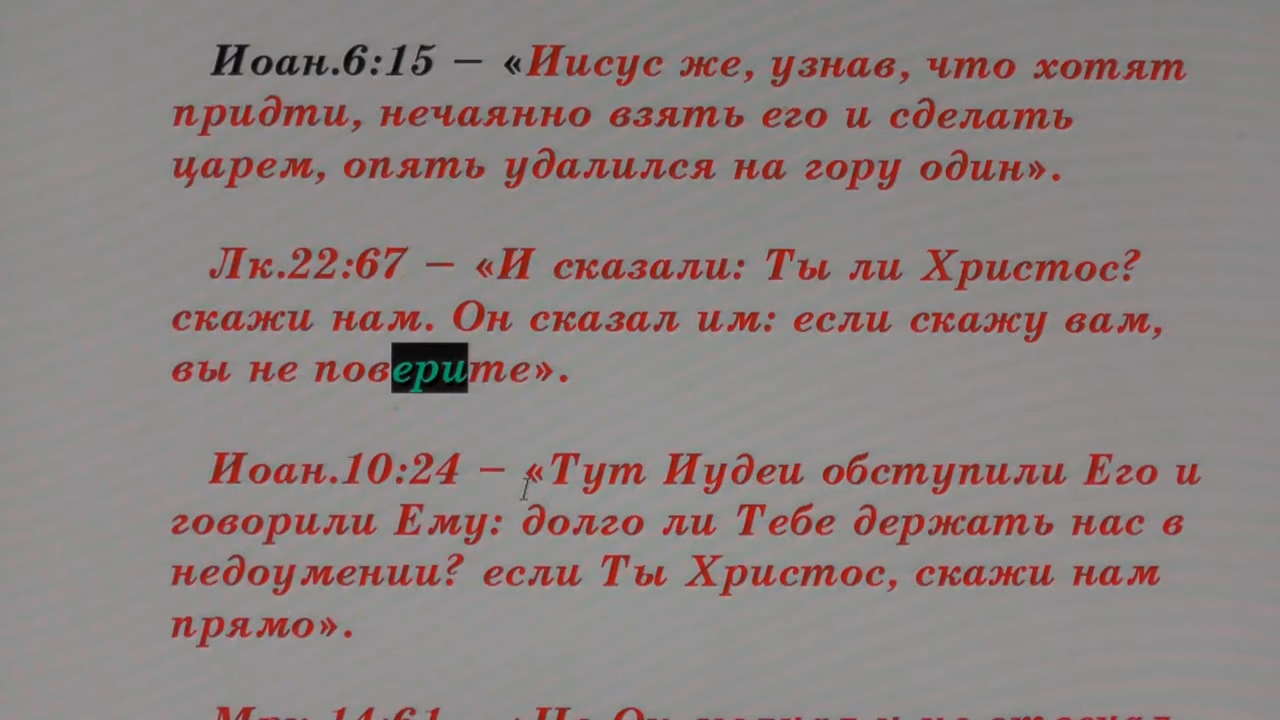 Иоан.6:15 – «Иисус же, узнав, что хотят
придти, нечаянно взять его и сделать
царем, опять удалился на гору один».
Лк.22:67 – «И сказали: Ты ли Христос?
скажи нам. Он сказал им: если скажу вам,
вы не поверите».
Иоан.10:24 – «Тут Иудеи обступили Его и
говорили Ему: долго ли Тебе держать нас в
недоумении? если Ты Христос, скажи нам
прямо».